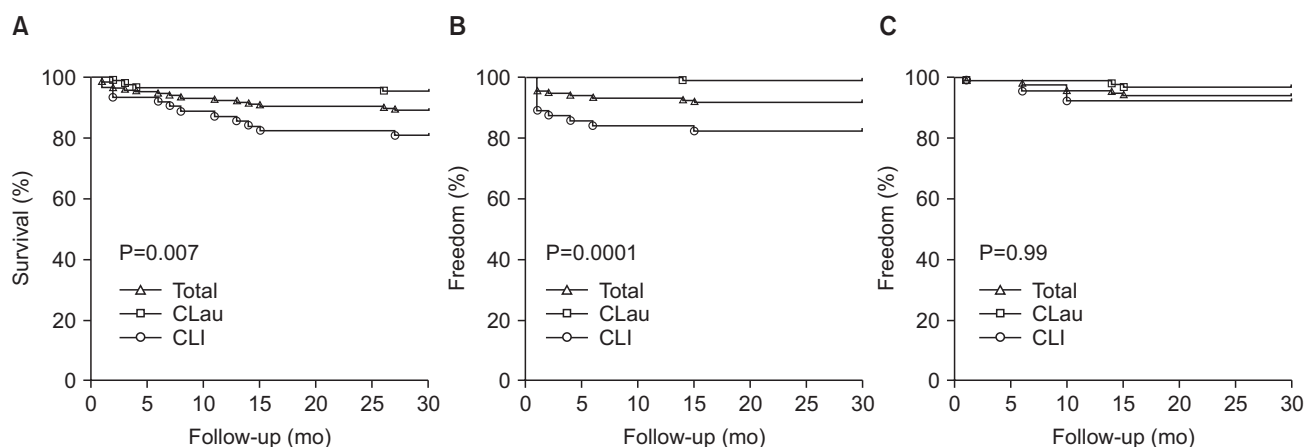 A
Survival (%)
100
80
60
40
20
0
P=0.007
Total
CLau
CLI
0 5 10 15 20 25 30
Follow-up (mo)
B
Freedom (%)
100
80
60
40
20
0
P=0.0001
Total
CLau
CLI
0 5 10 15 20 25 30
Follow-up (mo)
C
Freedom (%)
100
80
60
40
20
0
P=0.99
Total
CLau
CLI
0 5 10 15 20 25 30
Follow-up (mo)